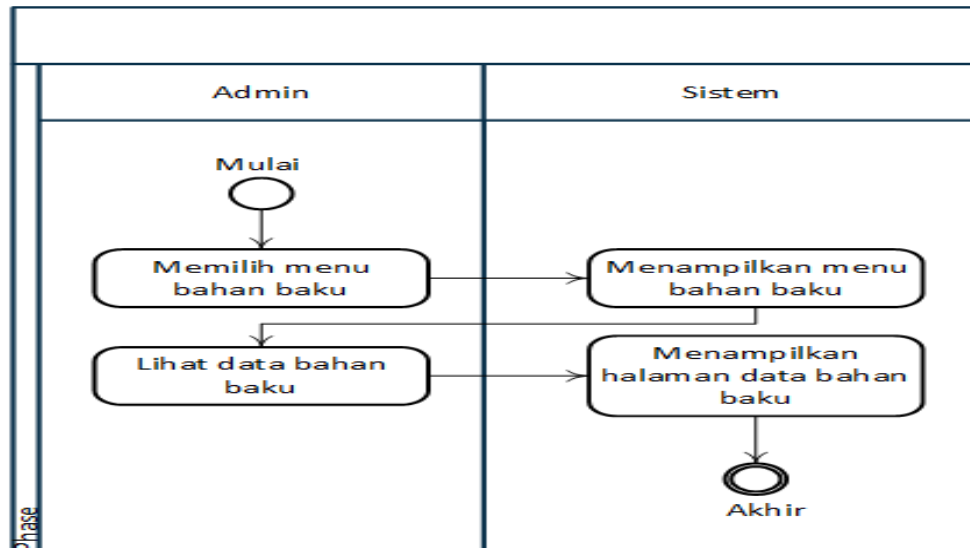 Admin
Sistem
Mulai
Memilih menu
bahan baku
Menampilkan menu
bahan baku
Lihat data bahan
baku
Menampilkan
halaman data bahan
baku
Akhir
Phase